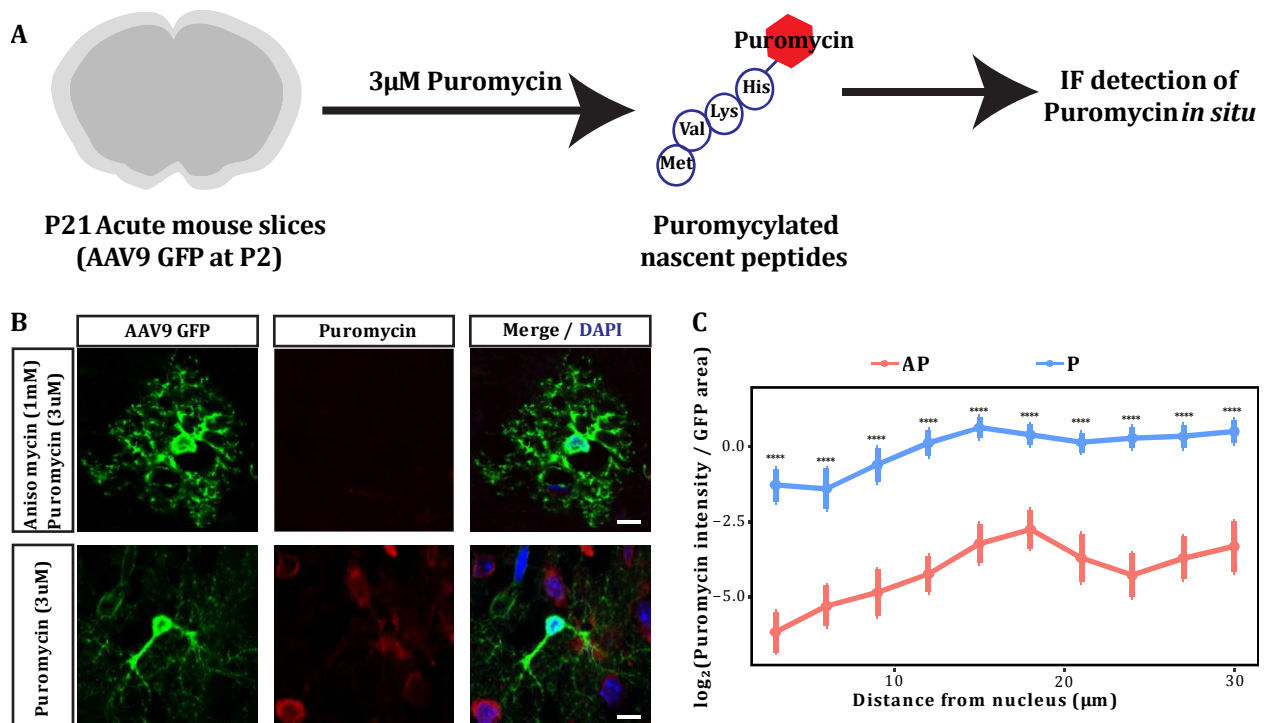 A
3μM Puromycin
Puromycin
His
Lys
Val
Met
IF detection of
Puromycin in situ
P21 Acute mouse slices
(AAV9 GFP at P2)
Puromycylated
nascent peptides
B
AAV9 GFP
Puromycin
Merge / DAPI
Aniso mycin (1mM)
Puromycin (3uM)
Puromycin (3uM)
C
AP
P
log₂(Puromycin intensity / GFP area)
****
****
****
****
****
****
****
****
****
****
0.0
−2.5
−5.0
10
20
30
Distance from nucleus (μm)